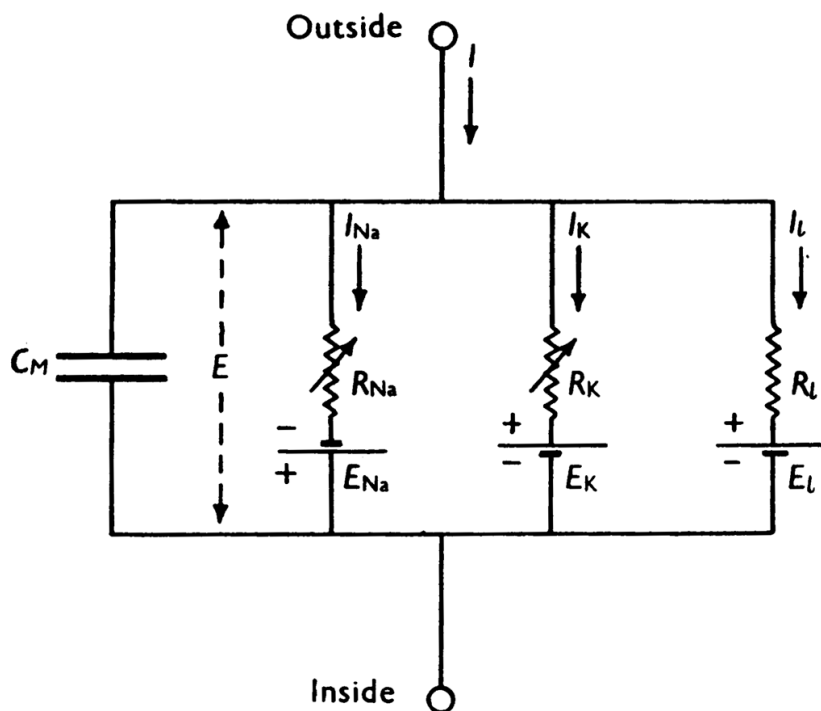 Outside
I
I_Na
I_K
I_l
C_M
E
R_Na
R_K
R_l
−
+
E_Na
+
−
E_K
+
−
E_l
Inside